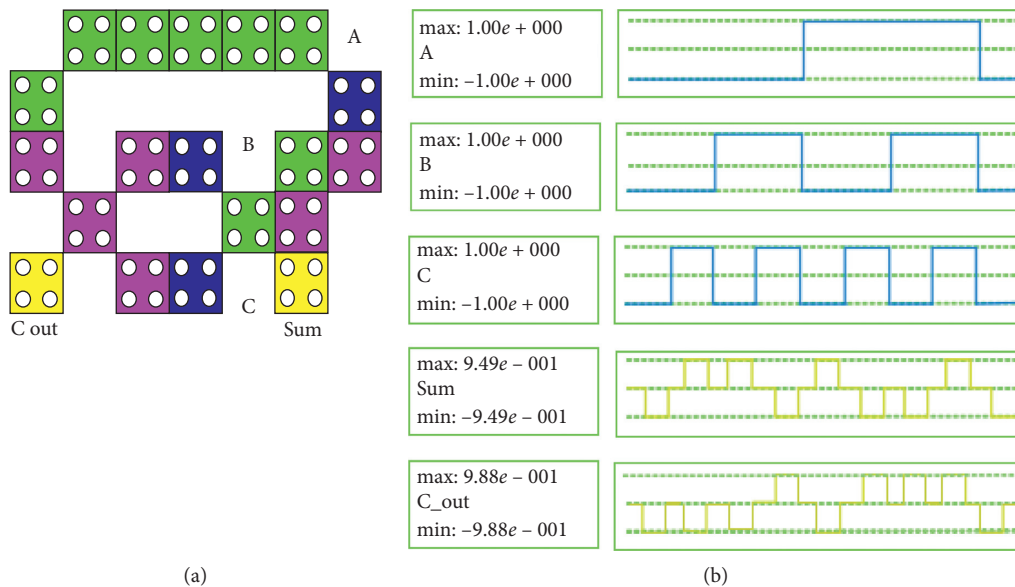 A
B
C
C out
Sum
(a)
max: 1.00e + 000
A
min: –1.00e + 000
max: 1.00e + 000
B
min: –1.00e + 000
max: 1.00e + 000
C
min: –1.00e + 000
max: 9.49e – 001
Sum
min: –9.49e – 001
max: 9.88e – 001
C_out
min: –9.88e – 001
(b)